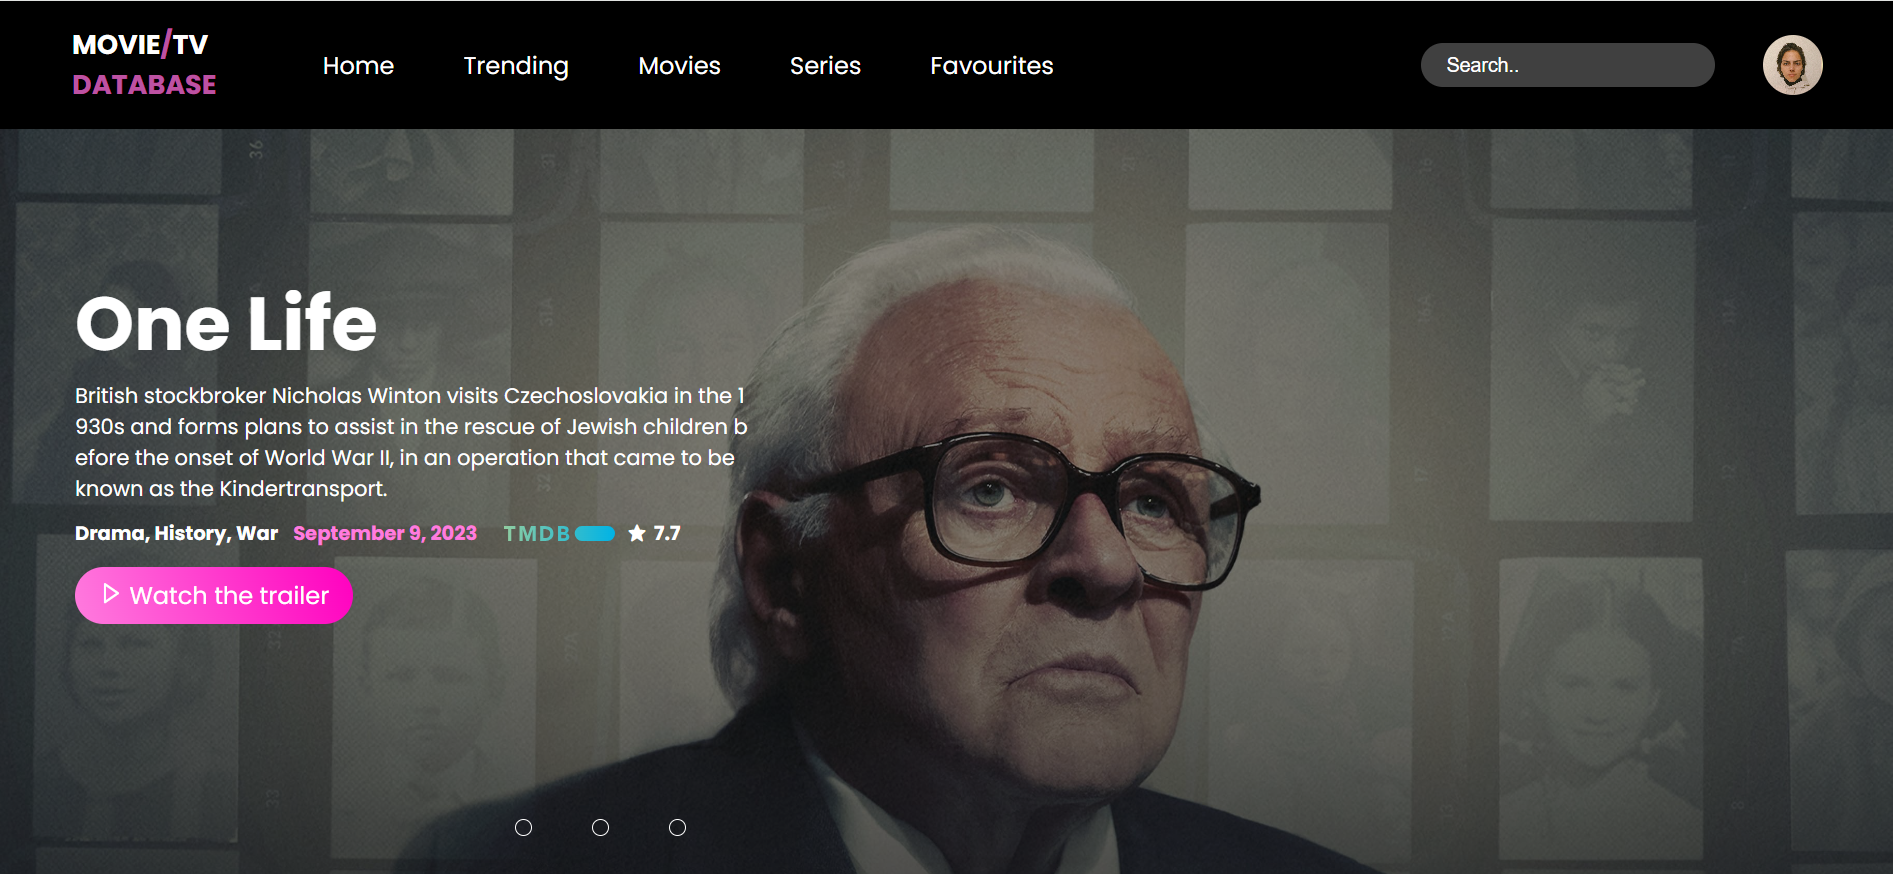 MOVIE/TV
DATABASE
Home Trending Movies Series Favourites
Search..
One Life
British stockbroker Nicholas Winton visits Czechoslovakia in the 1
930s and forms plans to assist in the rescue of Jewish children b
efore the onset of World War II, in an operation that came to be
known as the Kindertransport.
Drama, History, War September 9, 2023 TMDB 7.7
Watch the trailer